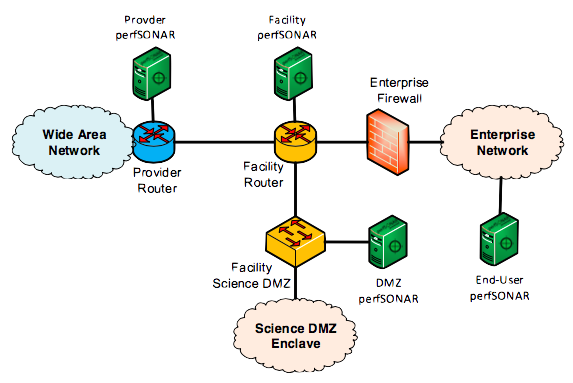 Provder
perfSONAR
Facility
perfSONAR
Enterprise
Firewall
Wide Area
Network
Enterprise
Network
Provider
Router
Facility
Router
Facility
Science DMZ
DMZ
perfSONAR
End-User
perfSONAR
Science DMZ
Enclave